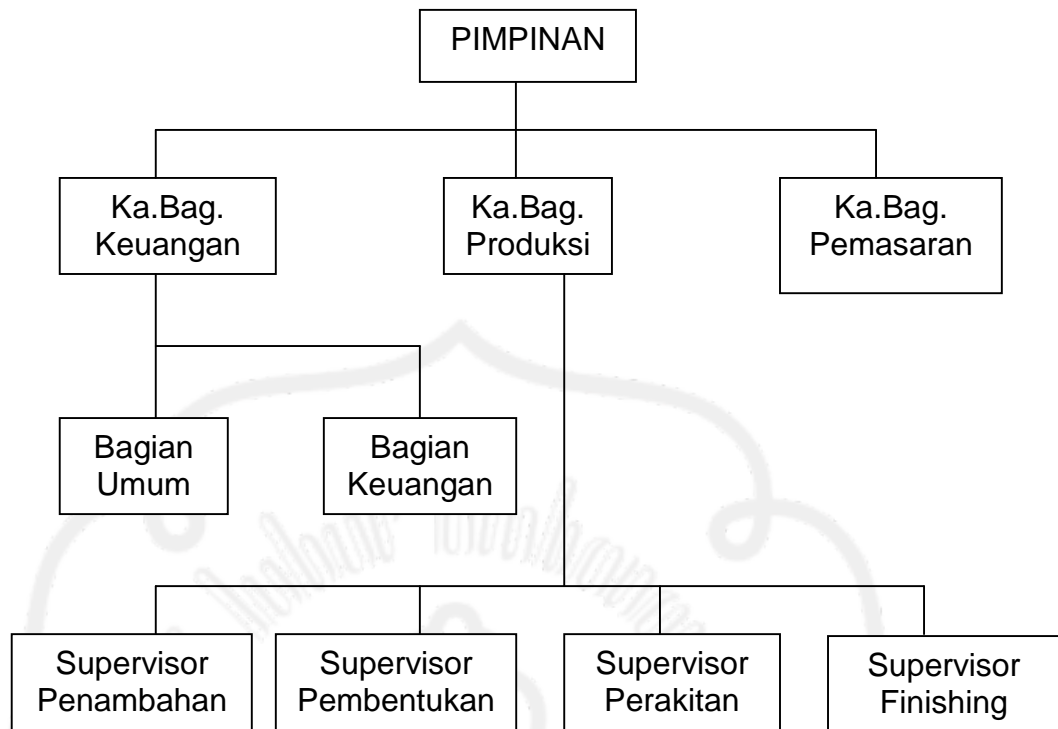 PIMPINAN
Ka.Bag.
Keuangan
Ka.Bag.
Produksi
Ka.Bag.
Pemasaran
Bagian
Umum
Bagian
Keuangan
Supervisor
Penambahan
Supervisor
Pembentukan
Supervisor
Perakitan
Supervisor
Finishing